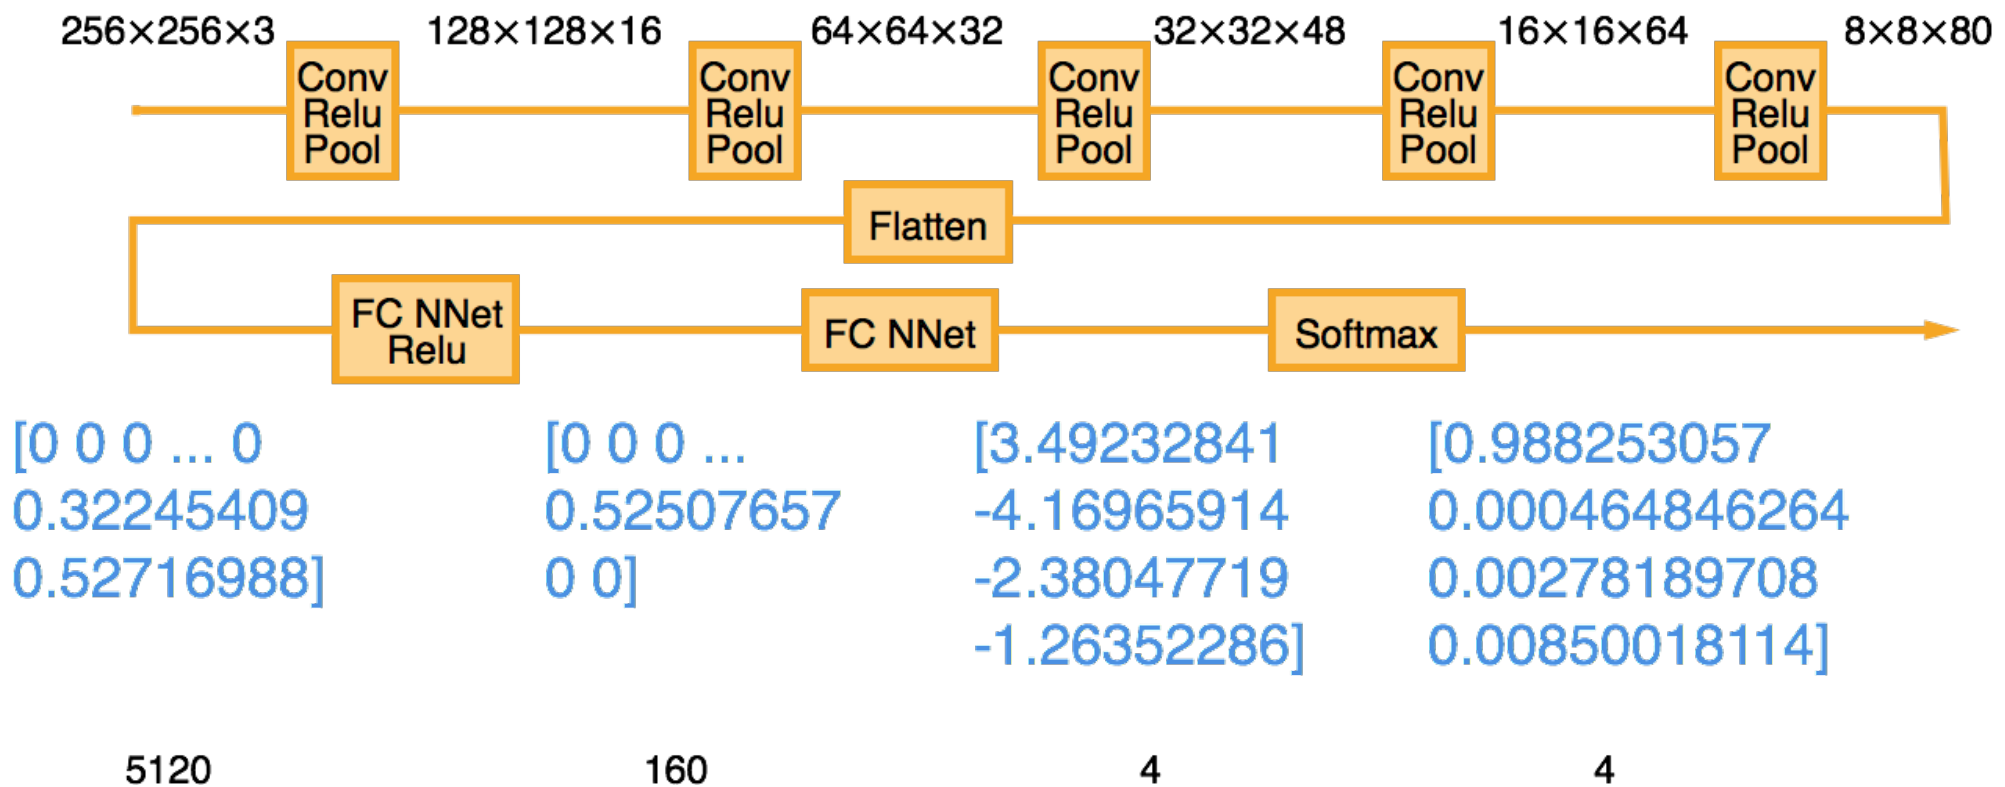 256×256×3
128×128×16
64×64×32
32×32×48
16×16×64
8×8×80
Conv
Relu
Pool
Conv
Relu
Pool
Conv
Relu
Pool
Conv
Relu
Pool
Conv
Relu
Pool
Flatten
FC NNet
Relu
FC NNet
Softmax
[0 0 0 ... 0
0.32245409
0.52716988]
[0 0 0 ...
0.52507657
0 0]
[3.49232841
-4.16965914
-2.38047719
-1.26352286]
[0.988253057
0.000464846264
0.00278189708
0.00850018114]
5120
160
4
4